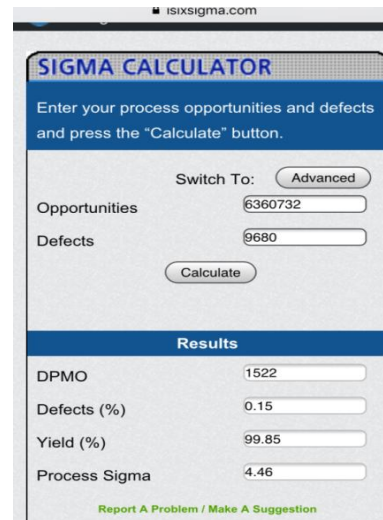 isixsigma.com
SIGMA CALCULATOR
Enter your process opportunities and defects
and press the “Calculate” button.
Switch To: Advanced
Opportunities 6360732
Defects 9680
Calculate
Results
DPMO 1522
Defects (%) 0.15
Yield (%) 99.85
Process Sigma 4.46
Report A Problem / Make A Suggestion